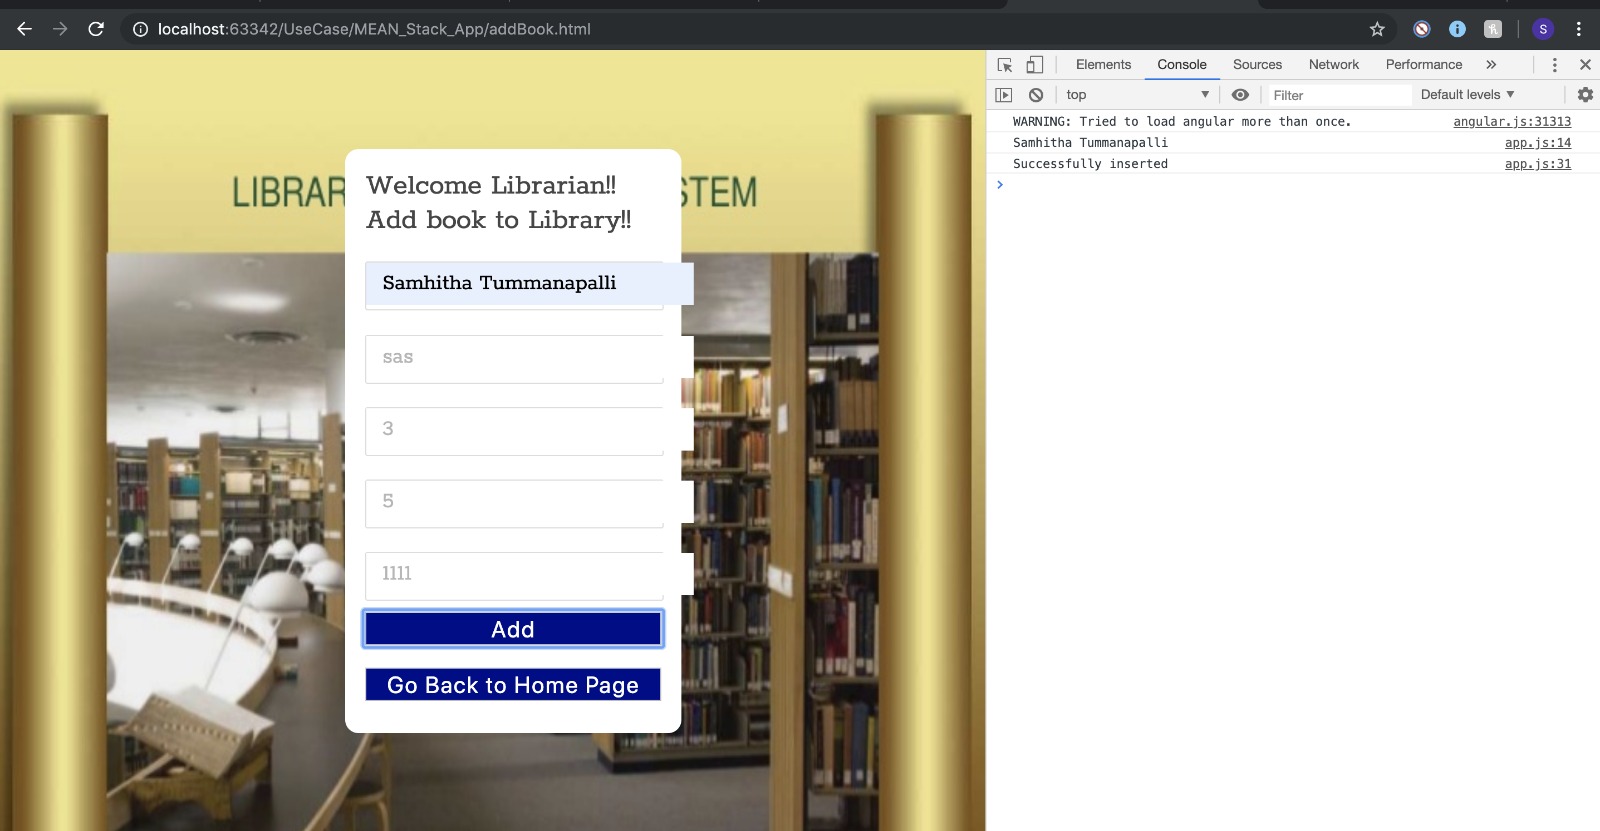 localhost:63342/UseCase/MEAN_Stack_App/addBook.html
S
Elements Console Sources Network Performance »
top Filter Default levels
WARNING: Tried to load angular more than once. angular.js:31313
Samhitha Tummanapalli app.js:14
Successfully inserted app.js:31
LIBRAR STEM
Welcome Librarian!!
Add book to Library!!
Samhitha Tummanapalli
sas
3
5
1111
Add
Go Back to Home Page